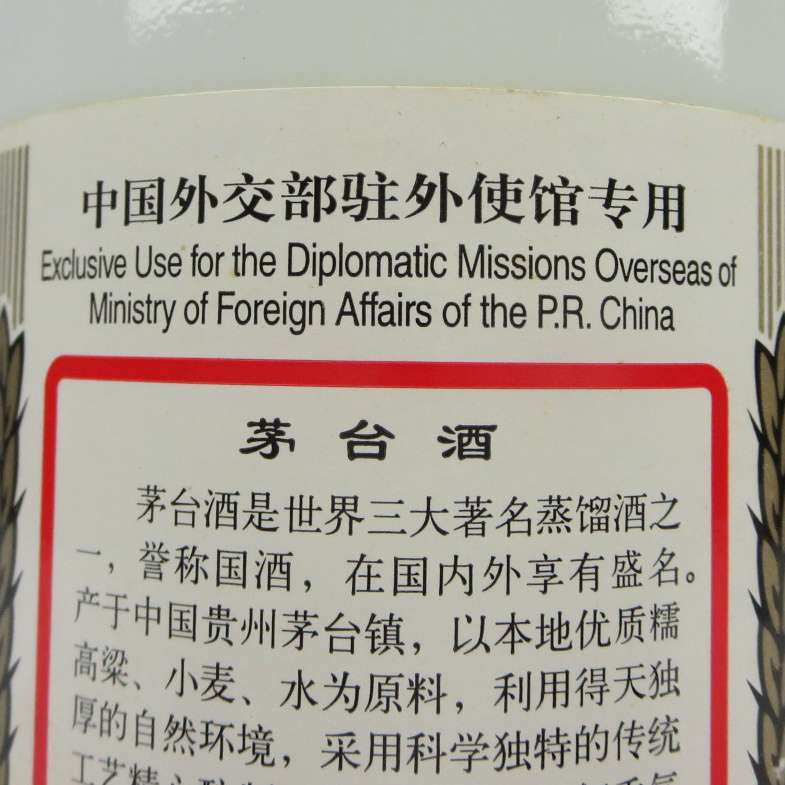 中国外交部驻外使馆专用
Exclusive Use for the Diplomatic Missions Overseas of
Ministry of Foreign Affairs of the P.R. China
茅台酒
茅台酒是世界三大著名蒸馏酒之
一，誉称国酒，在国内外享有盛名。
产于中国贵州茅台镇，以本地优质糯
高粱、小麦、水为原料，利用得天独
厚的自然环境，采用科学独特的传统
工艺精心